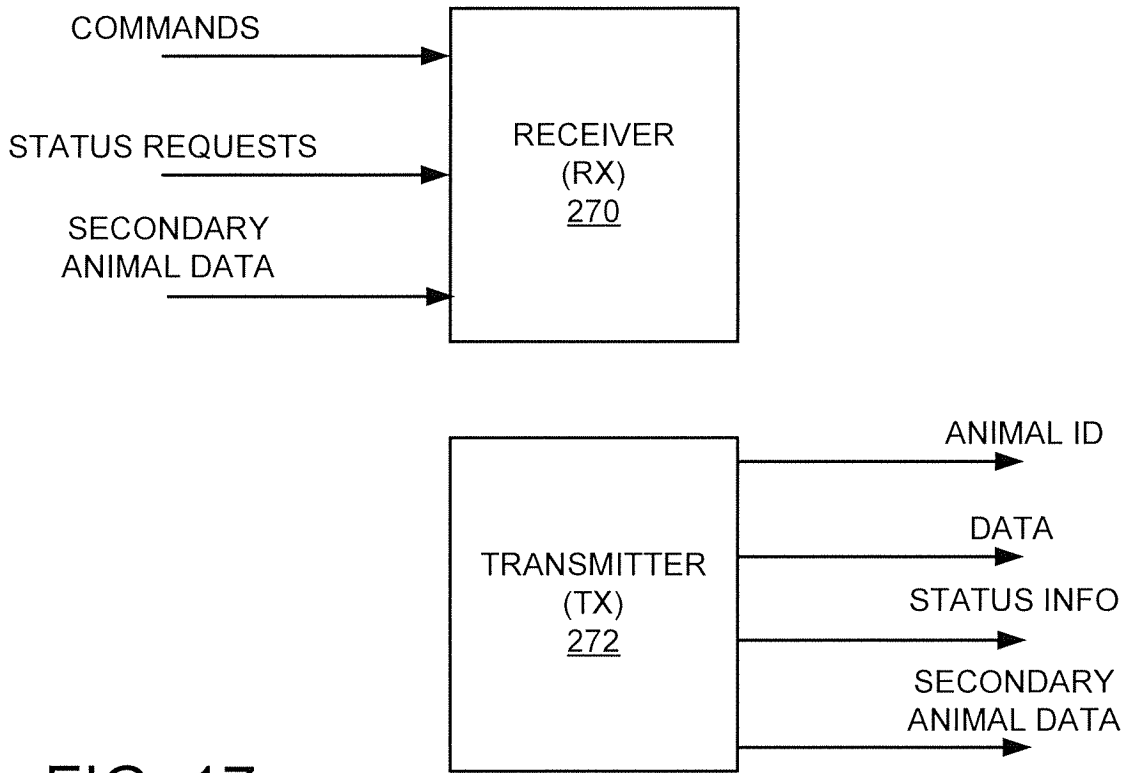 COMMANDS
STATUS REQUESTS
SECONDARY
ANIMAL DATA
RECEIVER
(RX)
270
TRANSMITTER
(TX)
272
ANIMAL ID
DATA
STATUS INFO
SECONDARY
ANIMAL DATA